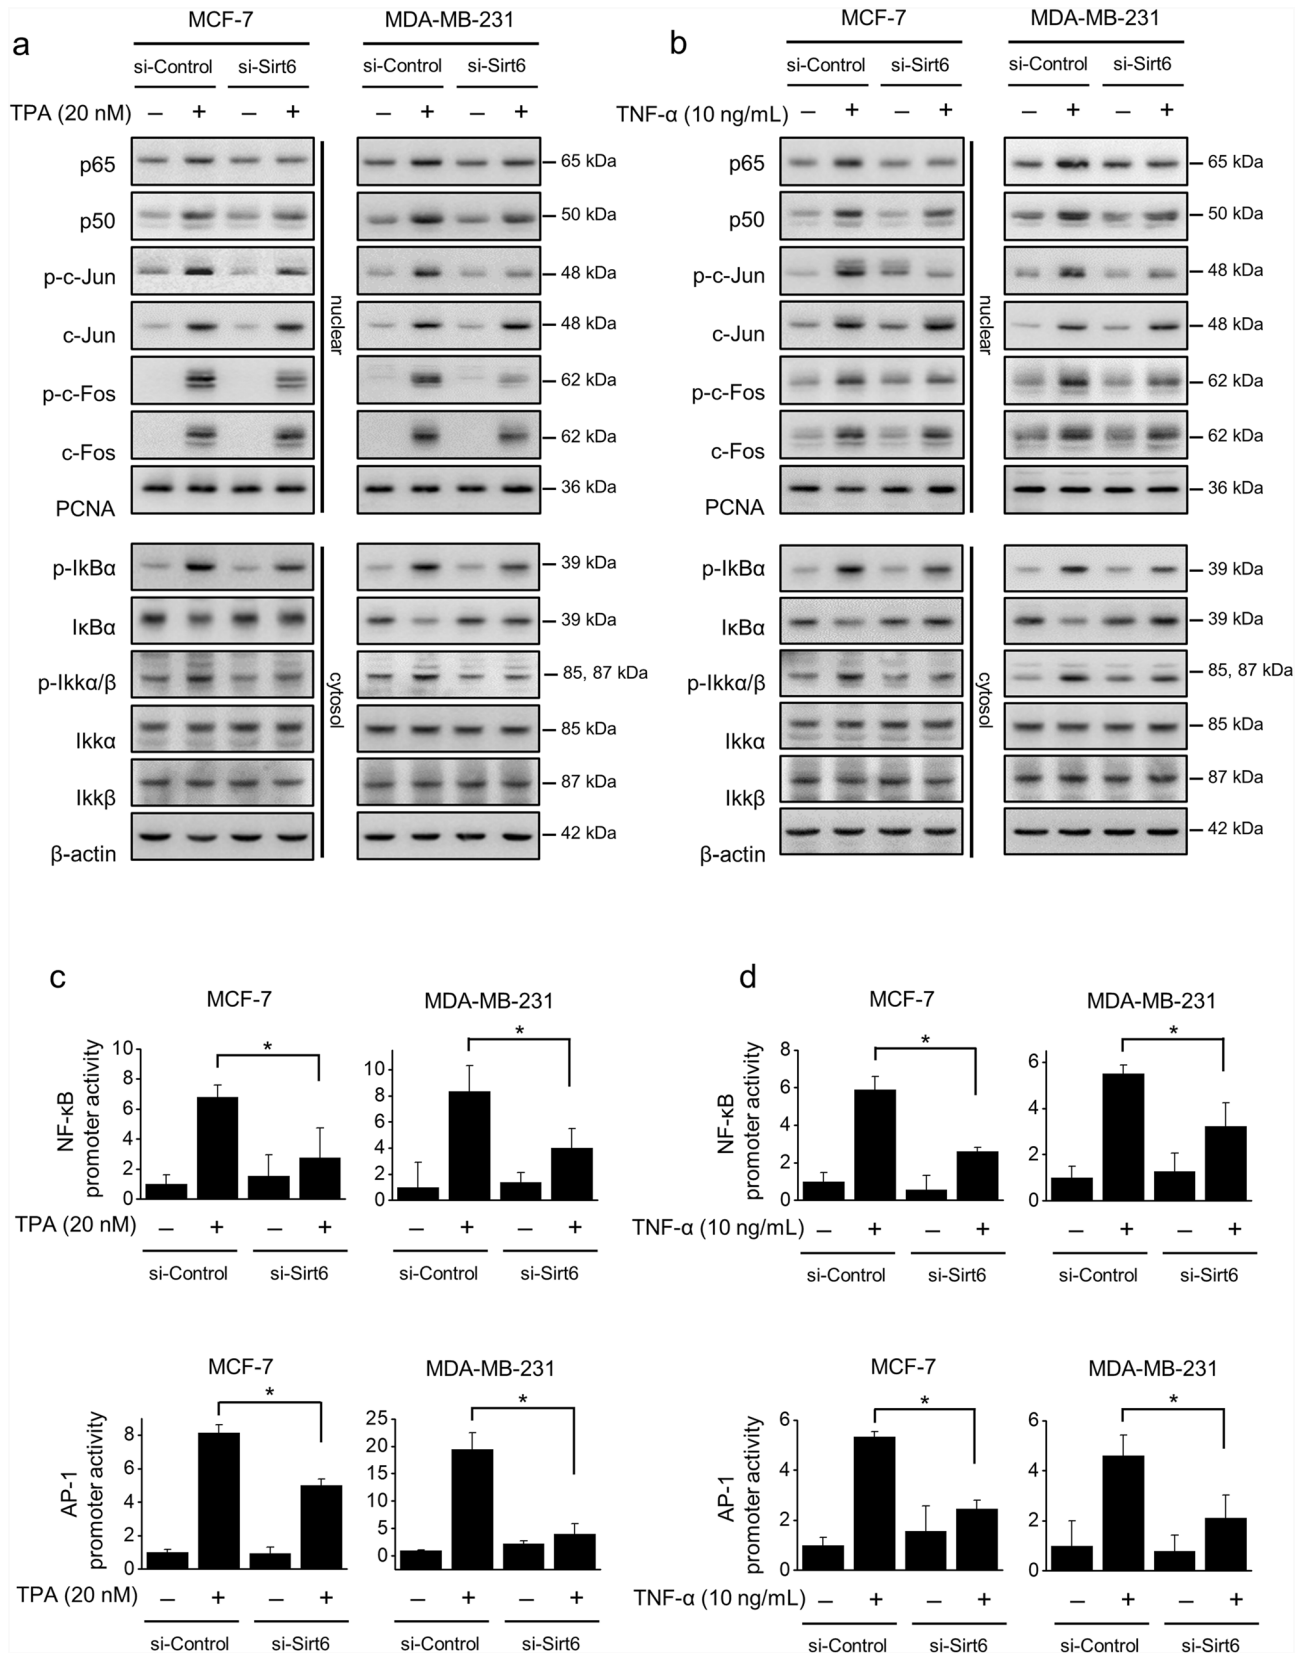 a
MCF-7 MDA-MB-231
si-Control si-Sirt6 si-Control si-Sirt6
TPA (20 nM) – + – + – + – +
p65 65 kDa
p50 50 kDa
p-c-Jun 48 kDa
c-Jun 48 kDa
p-c-Fos 62 kDa
c-Fos 62 kDa
PCNA 36 kDa
nuclear
p-IkBα 39 kDa
IκBα 39 kDa
p-Ikkα/β 85, 87 kDa
Ikkα 85 kDa
Ikkβ 87 kDa
β-actin 42 kDa
cytosol
b
MCF-7 MDA-MB-231
si-Control si-Sirt6 si-Control si-Sirt6
TNF-α (10 ng/mL) – + – + – + – +
p65 65 kDa
p50 50 kDa
p-c-Jun 48 kDa
c-Jun 48 kDa
p-c-Fos 62 kDa
c-Fos 62 kDa
PCNA 36 kDa
nuclear
p-IkBα 39 kDa
IκBα 39 kDa
p-Ikkα/β 85, 87 kDa
Ikkα 85 kDa
Ikkβ 87 kDa
β-actin 42 kDa
cytosol
c
MCF-7
NF-κB
promoter activity
10
8
6
4
2
0
*
TPA (20 nM) – + – +
si-Control si-Sirt6
MDA-MB-231
10
8
6
4
2
0
*
– + – +
si-Control si-Sirt6
MCF-7
AP-1
promoter activity
8
6
4
2
0
*
TPA (20 nM) – + – +
si-Control si-Sirt6
MDA-MB-231
25
20
15
10
5
0
*
– + – +
si-Control si-Sirt6
d
MCF-7
NF-κB
promoter activity
8
6
4
2
0
*
TNF-α (10 ng/mL) – + – +
si-Control si-Sirt6
MDA-MB-231
6
4
2
0
*
– + – +
si-Control si-Sirt6
MCF-7
AP-1
promoter activity
6
4
2
0
*
TNF-α (10 ng/mL) – + – +
si-Control si-Sirt6
MDA-MB-231
6
4
2
0
*
– + – +
si-Control si-Sirt6